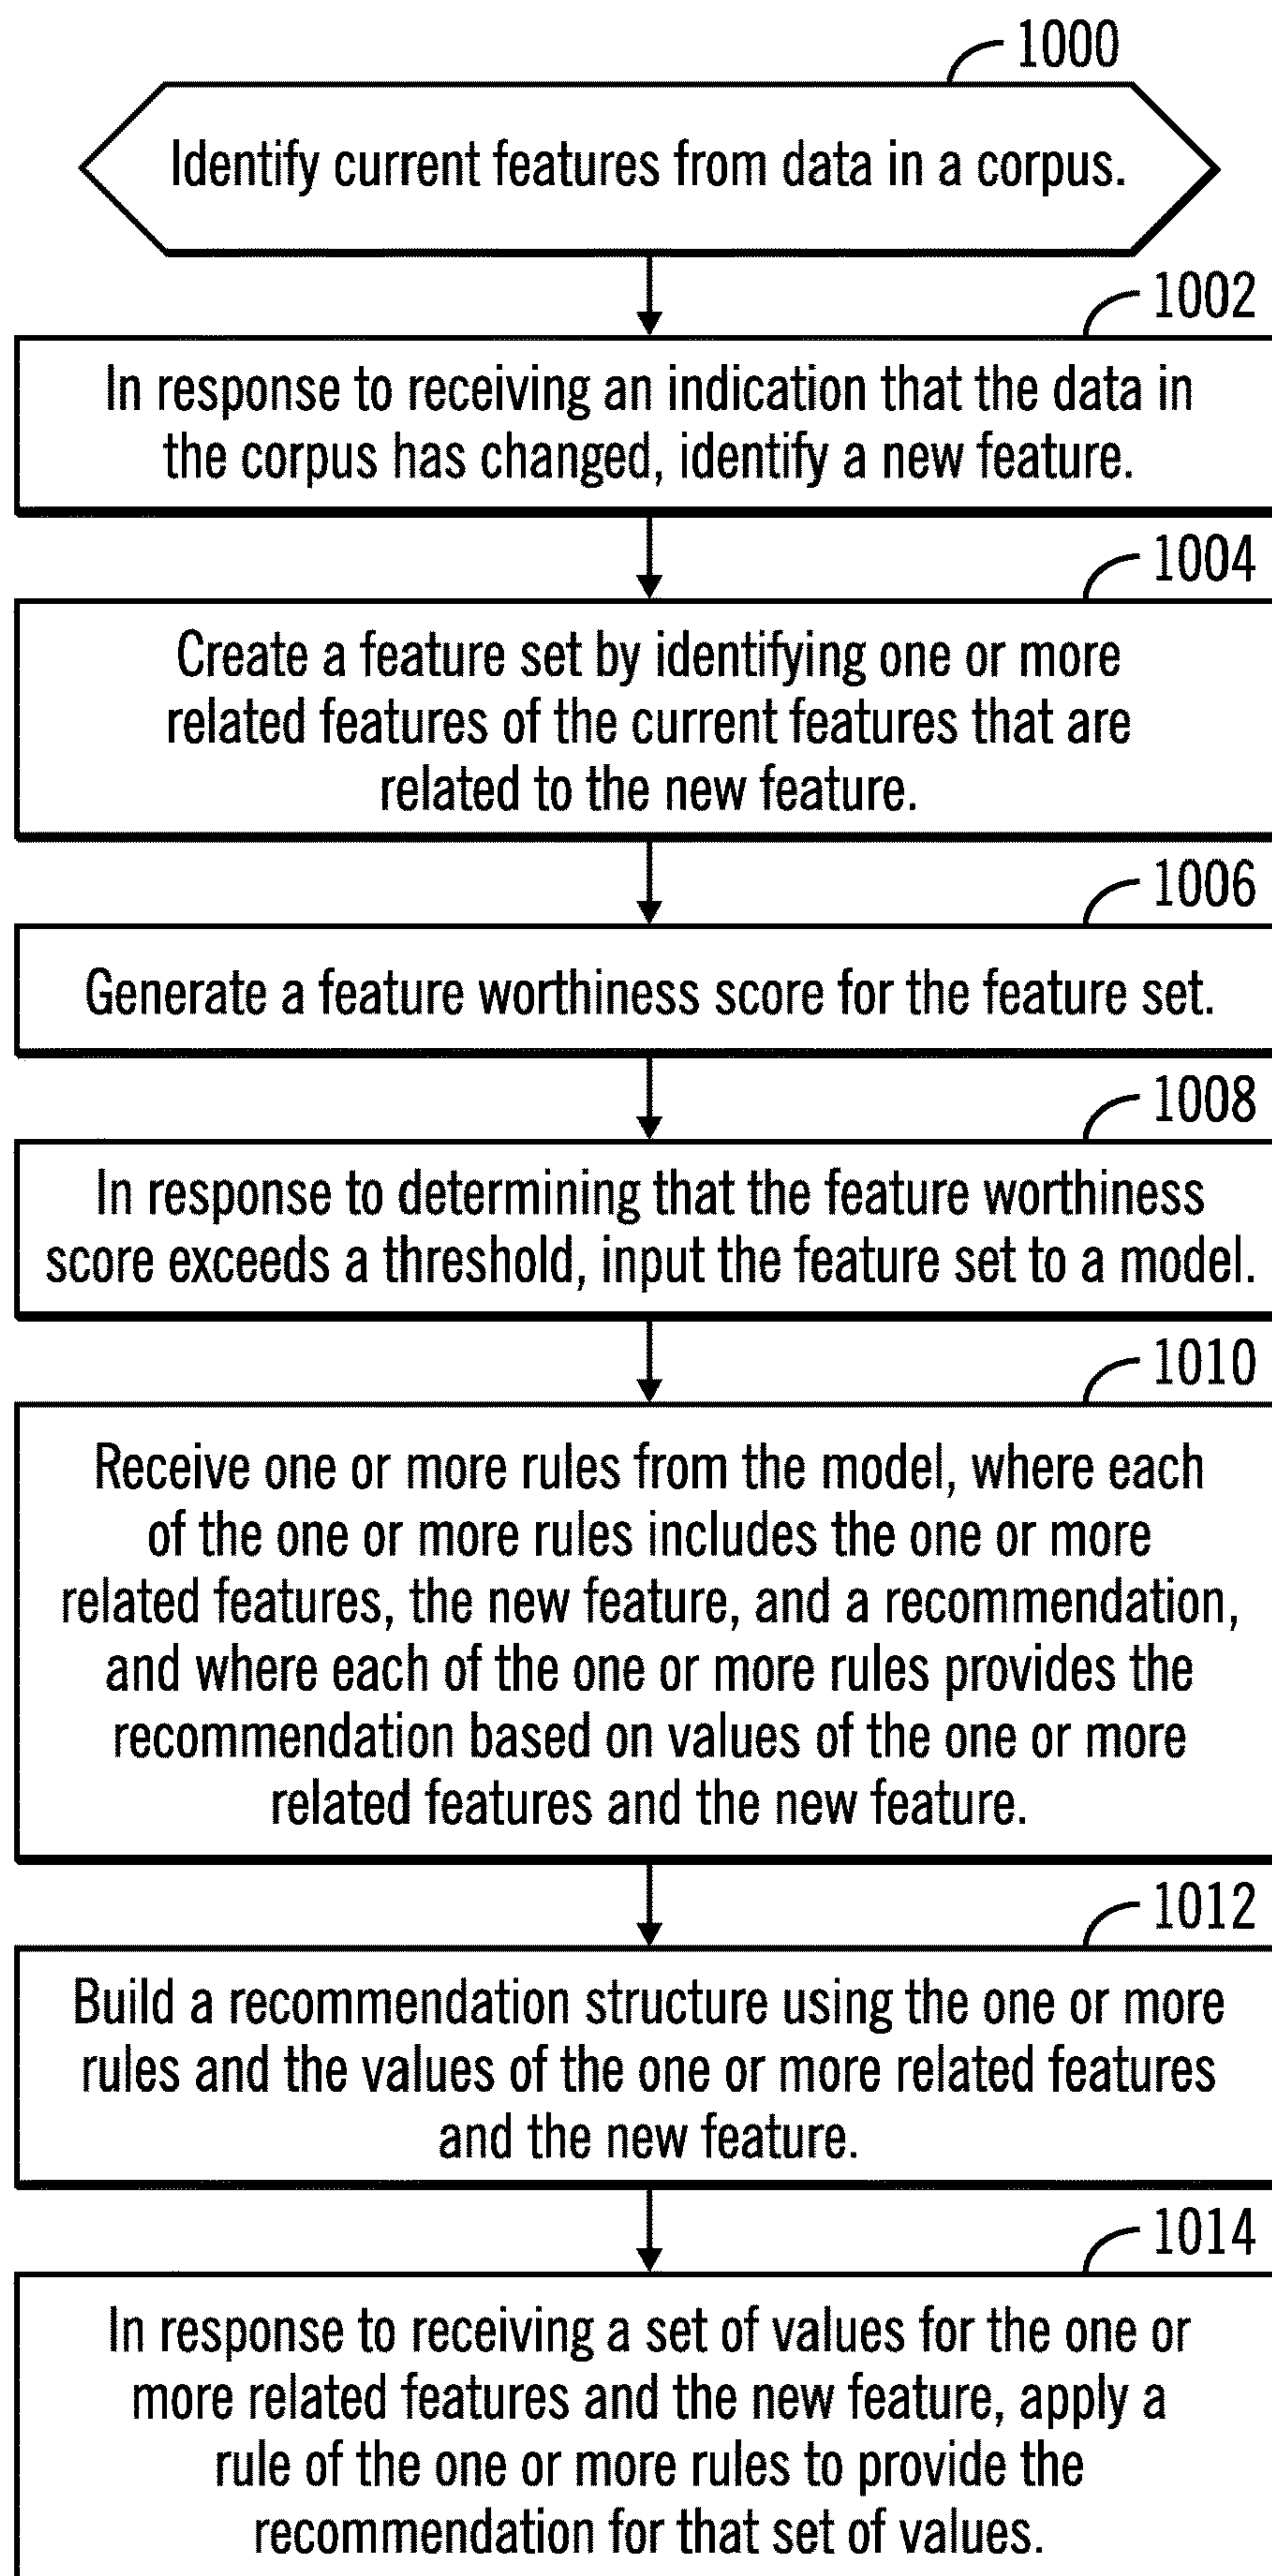 1000
Identify current features from data in a corpus.
1002
In response to receiving an indication that the data in
the corpus has changed, identify a new feature.
1004
Create a feature set by identifying one or more
related features of the current features that are
related to the new feature.
1006
Generate a feature worthiness score for the feature set.
1008
In response to determining that the feature worthiness
score exceeds a threshold, input the feature set to a model.
1010
Receive one or more rules from the model, where each
of the one or more rules includes the one or more
related features, the new feature, and a recommendation,
and where each of the one or more rules provides the
recommendation based on values of the one or more
related features and the new feature.
1012
Build a recommendation structure using the one or more
rules and the values of the one or more related features
and the new feature.
1014
In response to receiving a set of values for the one or
more related features and the new feature, apply a
rule of the one or more rules to provide the
recommendation for that set of values.